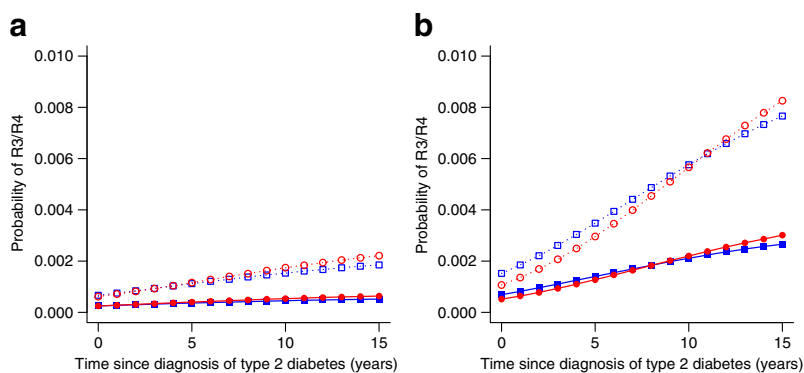 a
0.010
0.008
0.006
0.004
0.002
0.000
Probability of R3/R4
0 5 10 15
Time since diagnosis of type 2 diabetes (years)
b
0.010
0.008
0.006
0.004
0.002
0.000
Probability of R3/R4
0 5 10 15
Time since diagnosis of type 2 diabetes (years)